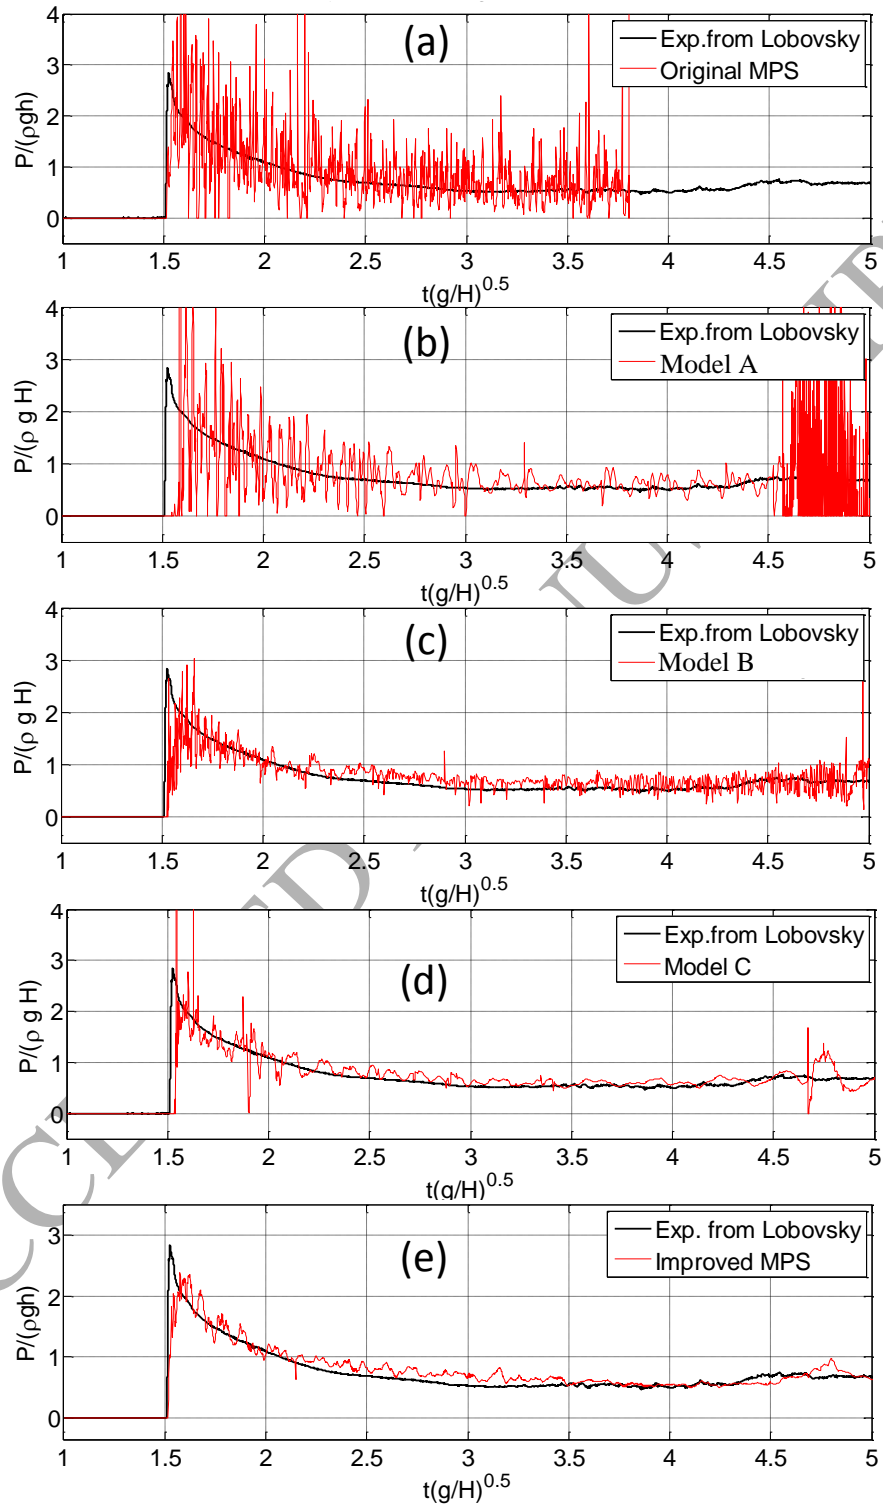 (a)
Exp.from Lobovsky
Original MPS
P/(ρgh)
4
3
2
1
0
1 1.5 2 2.5 3 3.5 4 4.5 5
t(g/H)^0.5
(b)
Exp.from Lobovsky
Model A
P/(ρ g H)
4
3
2
1
0
1 1.5 2 2.5 3 3.5 4 4.5 5
t(g/H)^0.5
(c)
Exp.from Lobovsky
Model B
P/(ρ g H)
4
3
2
1
0
1 1.5 2 2.5 3 3.5 4 4.5 5
t(g/H)^0.5
(d)
Exp.from Lobovsky
Model C
P/(ρ g H)
4
3
2
1
0
1 1.5 2 2.5 3 3.5 4 4.5 5
t(g/H)^0.5
(e)
Exp. from Lobovsky
Improved MPS
P/(ρgh)
3
2
1
0
1 1.5 2 2.5 3 3.5 4 4.5 5
t(g/H)^0.5